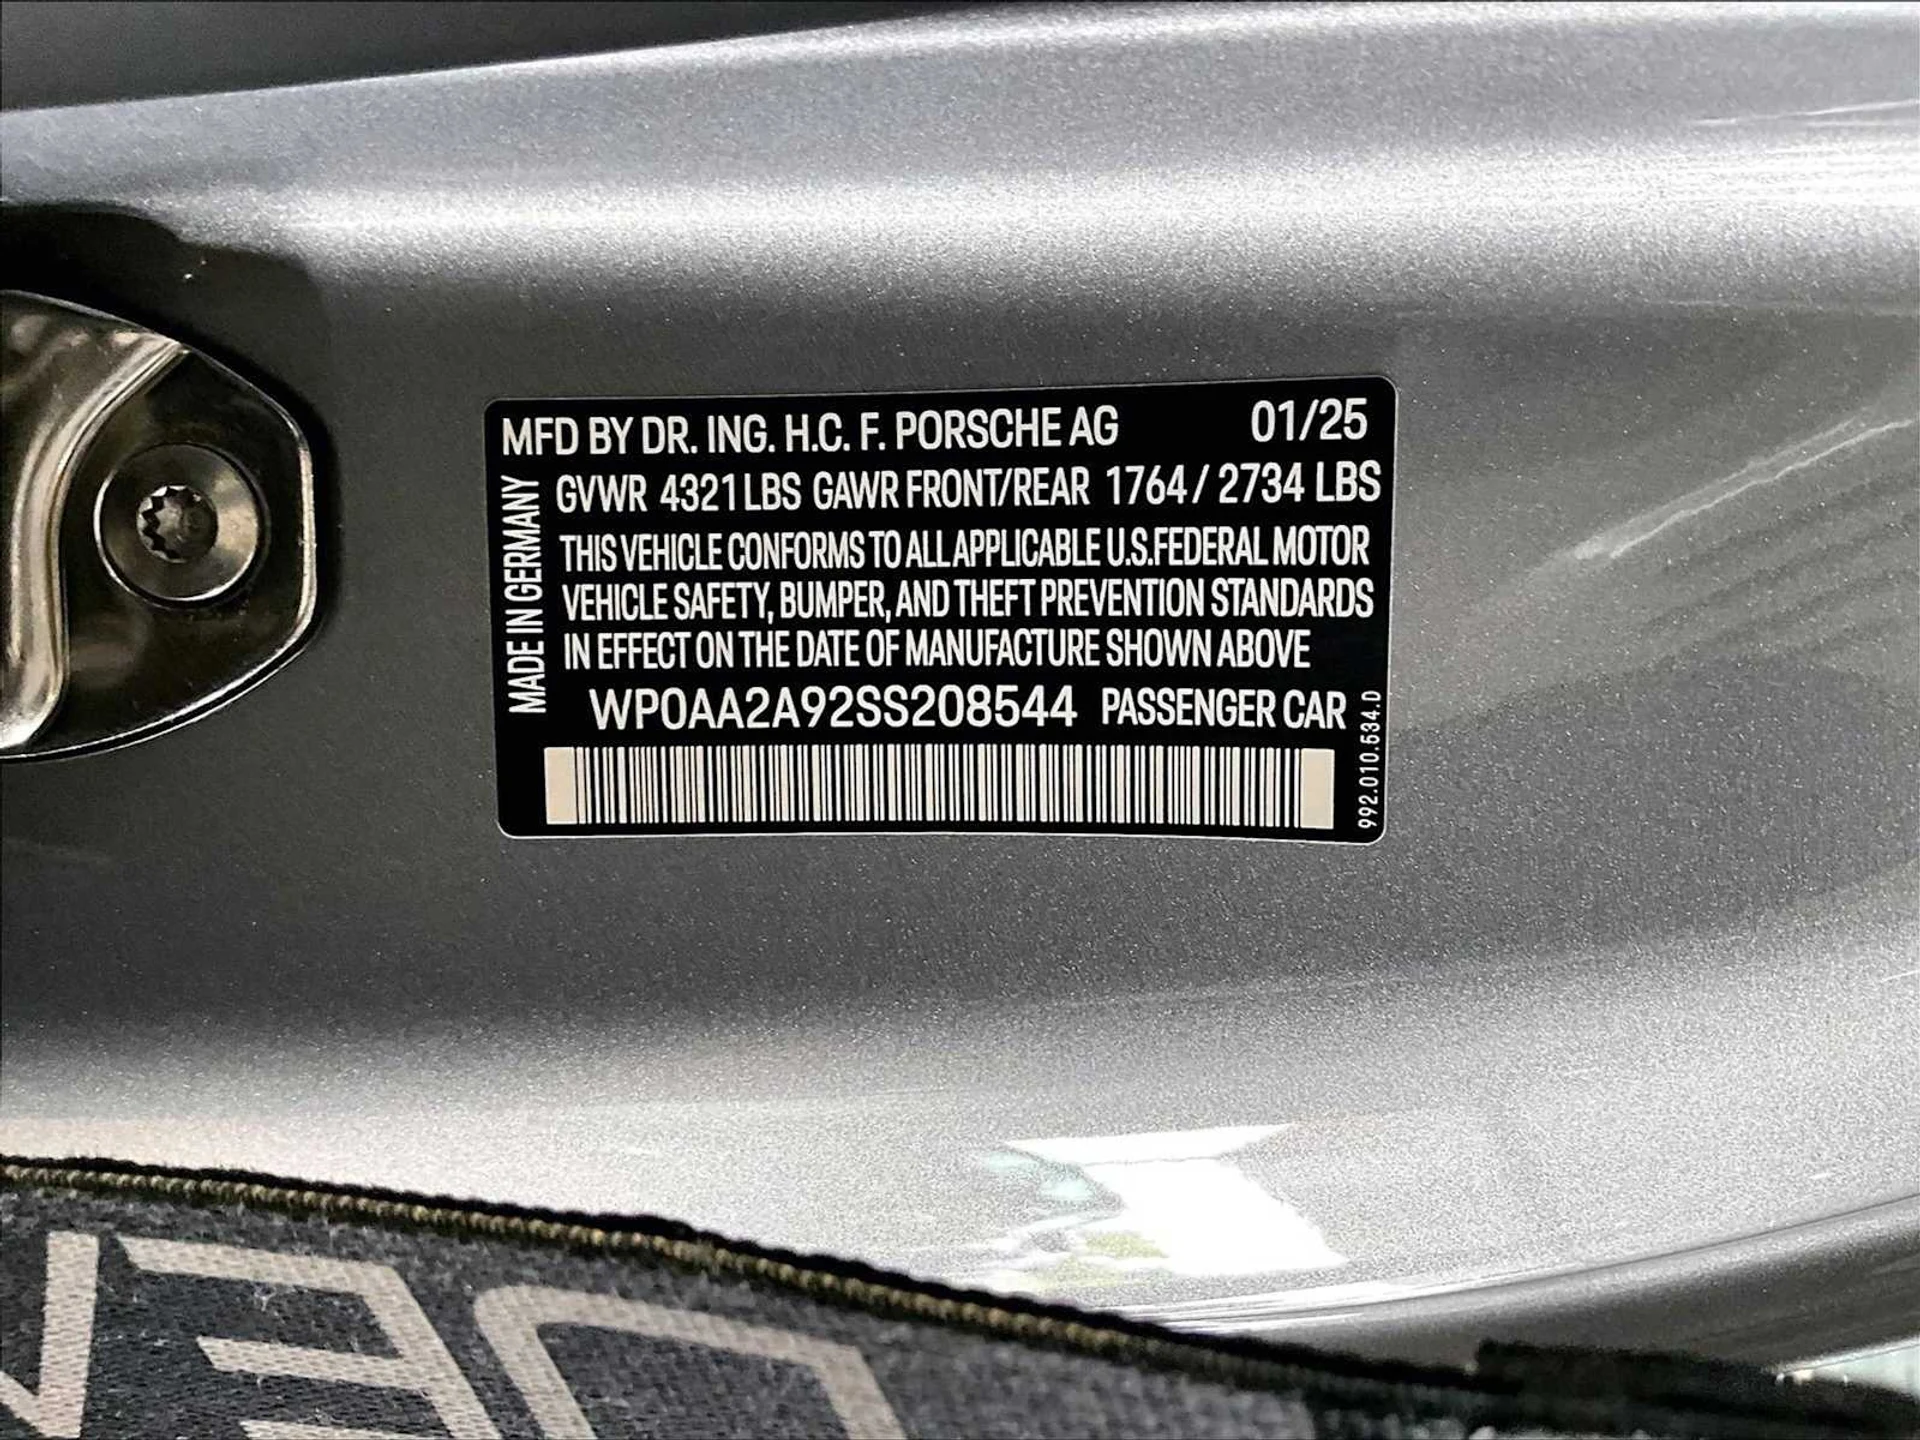 MFD BY DR. ING. H.C. F. PORSCHE AG 01/25
MADE IN GERMANY
GVWR 4321 LBS GAWR FRONT/REAR 1764 / 2734 LBS
THIS VEHICLE CONFORMS TO ALL APPLICABLE U.S.FEDERAL MOTOR
VEHICLE SAFETY, BUMPER, AND THEFT PREVENTION STANDARDS
IN EFFECT ON THE DATE OF MANUFACTURE SHOWN ABOVE
WP0AA2A92SS208544 PASSENGER CAR
992.010.534.D